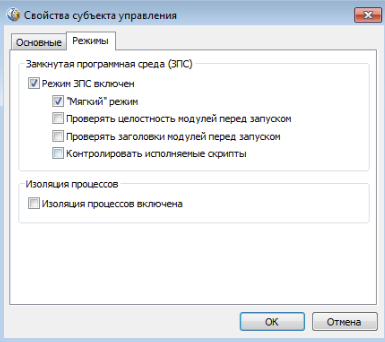 Свойства субъекта управления
Основные Режимы
Замкнутая программная среда (ЗПС)
Режим ЗПС включен
"Мягкий" режим
Проверять целостность модулей перед запуском
Проверять заголовки модулей перед запуском
Контролировать исполняемые скрипты
Изоляция процессов
Изоляция процессов включена
ОК Отмена